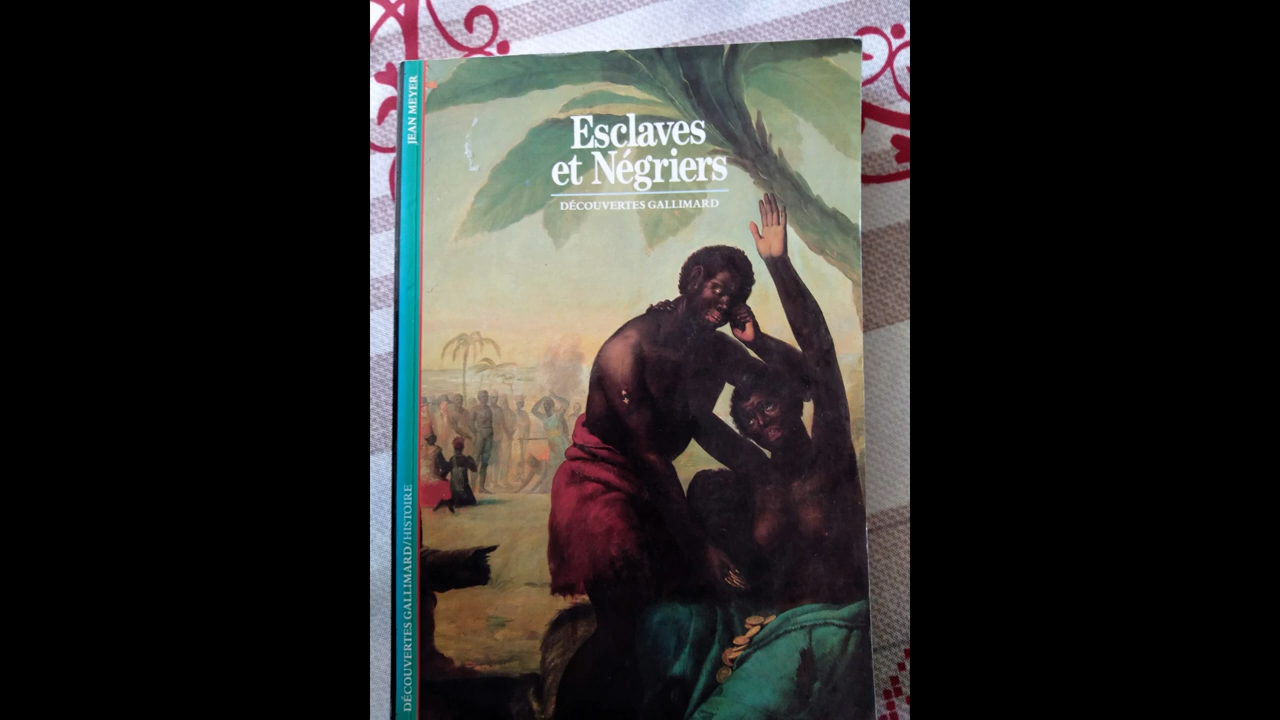 Esclaves
et Négriers
DÉCOUVERTES GALLIMARD
JEAN MEYER
DÉCOUVERTES GALLIMARD/HISTOIRE